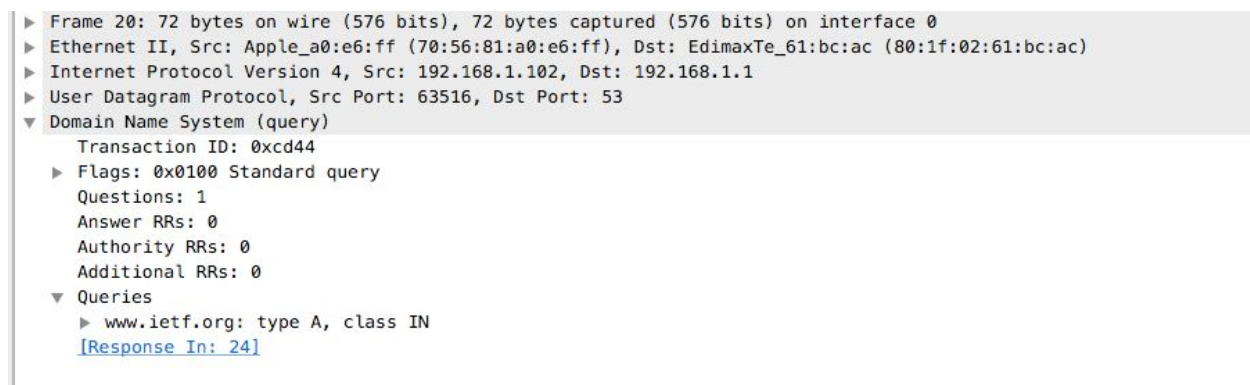 Frame 20: 72 bytes on wire (576 bits), 72 bytes captured (576 bits) on interface 0
Ethernet II, Src: Apple_a0:e6:ff (70:56:81:a0:e6:ff), Dst: EdimaxTe_61:bc:ac (80:1f:02:61:bc:ac)
Internet Protocol Version 4, Src: 192.168.1.102, Dst: 192.168.1.1
User Datagram Protocol, Src Port: 63516, Dst Port: 53
Domain Name System (query)
Transaction ID: 0xcd44
Flags: 0x0100 Standard query
Questions: 1
Answer RRs: 0
Authority RRs: 0
Additional RRs: 0
Queries
www.ietf.org: type A, class IN
[Response In: 24]